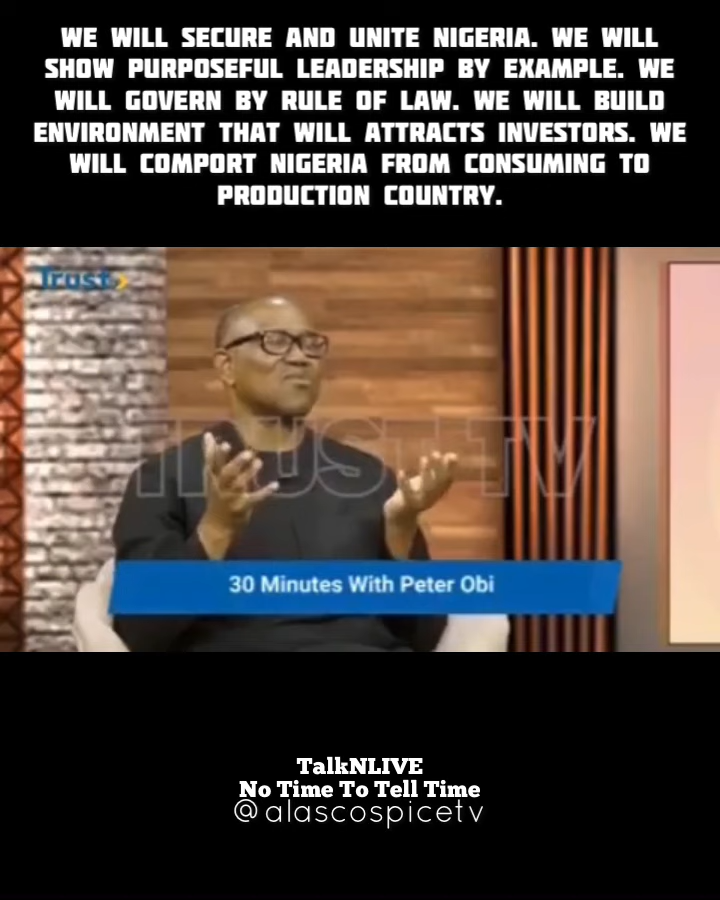 WE WILL SECURE AND UNITE NIGERIA. WE WILL
SHOW PURPOSEFUL LEADERSHIP BY EXAMPLE. WE
WILL GOVERN BY RULE OF LAW. WE WILL BUILD
ENVIRONMENT THAT WILL ATTRACTS INVESTORS. WE
WILL COMPORT NIGERIA FROM CONSUMING TO
PRODUCTION COUNTRY.
Trust
TRUST TV
30 Minutes With Peter Obi
TalkNLIVE
No Time To Tell Time
@alascospicetv